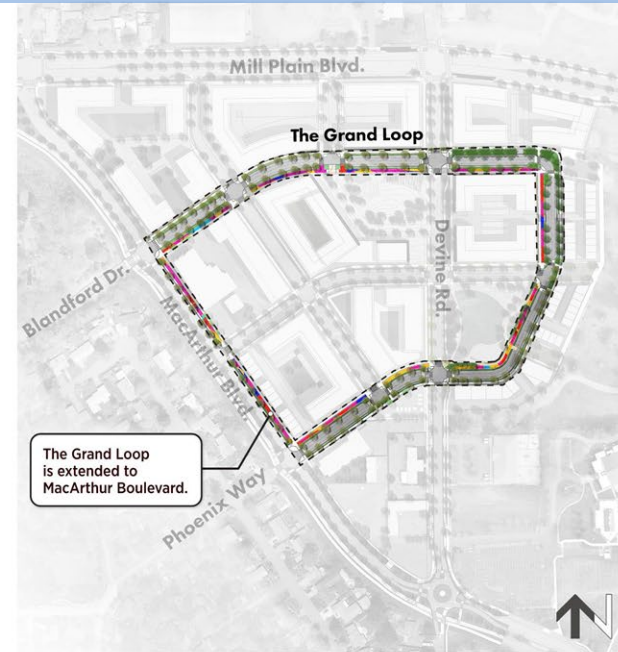 Mill Plain Blvd.
The Grand Loop
Devine Rd.
Blandford Dr.
MacArthur Blvd.
The Grand Loop
is extended to
MacArthur Boulevard.
Phoenix Way
N